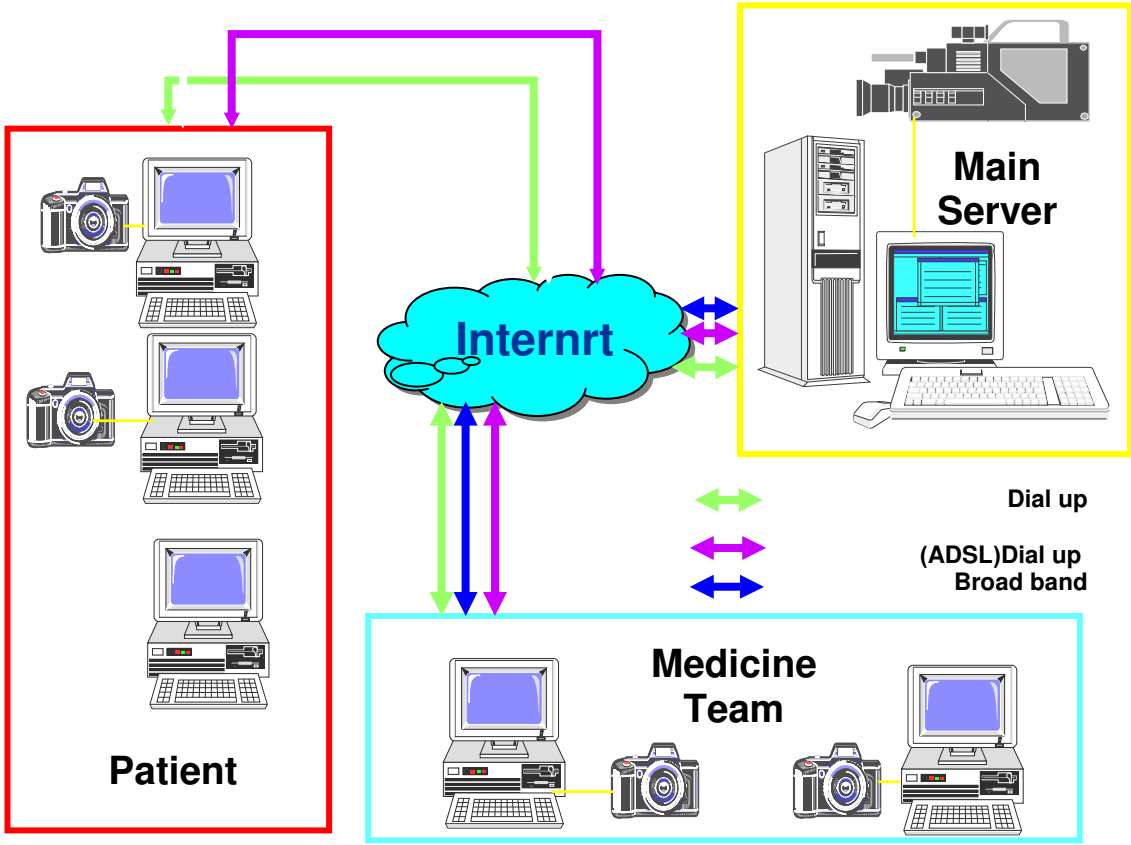 Main
Server
Internrt
Dial up
(ADSL)Dial up
Broad band
Medicine
Team
Patient